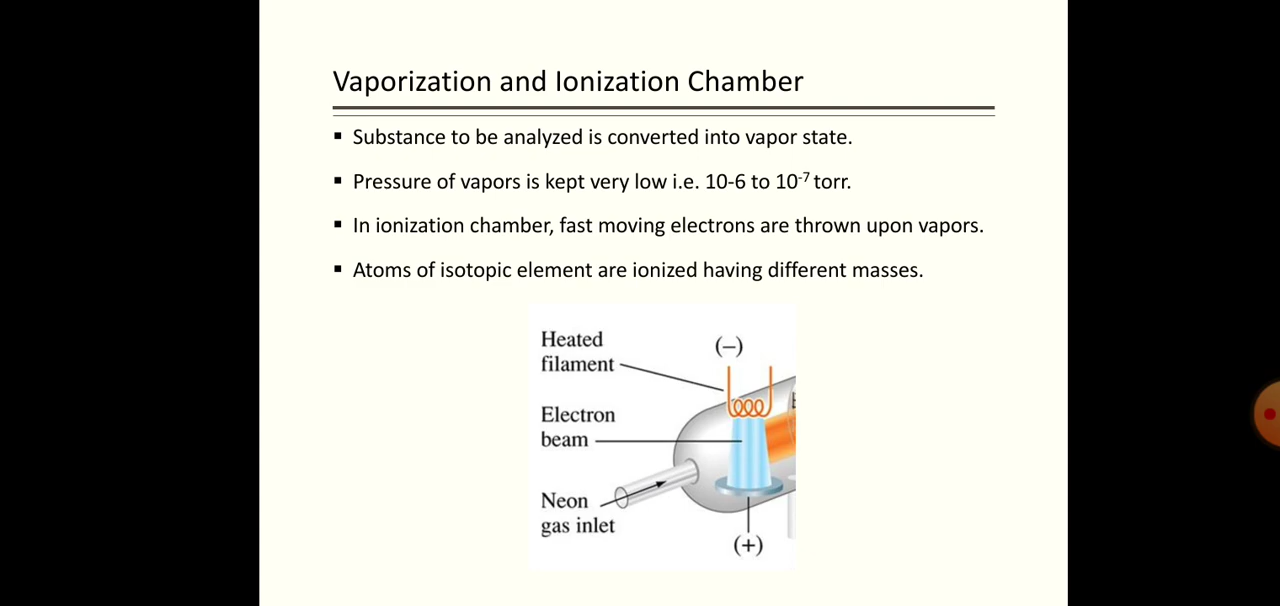 Vaporization and Ionization Chamber
▪ Substance to be analyzed is converted into vapor state.
▪ Pressure of vapors is kept very low i.e. 10-6 to 10⁻⁷ torr.
▪ In ionization chamber, fast moving electrons are thrown upon vapors.
▪ Atoms of isotopic element are ionized having different masses.
Heated
filament
(−)
Electron
beam
Neon
gas inlet
(+)